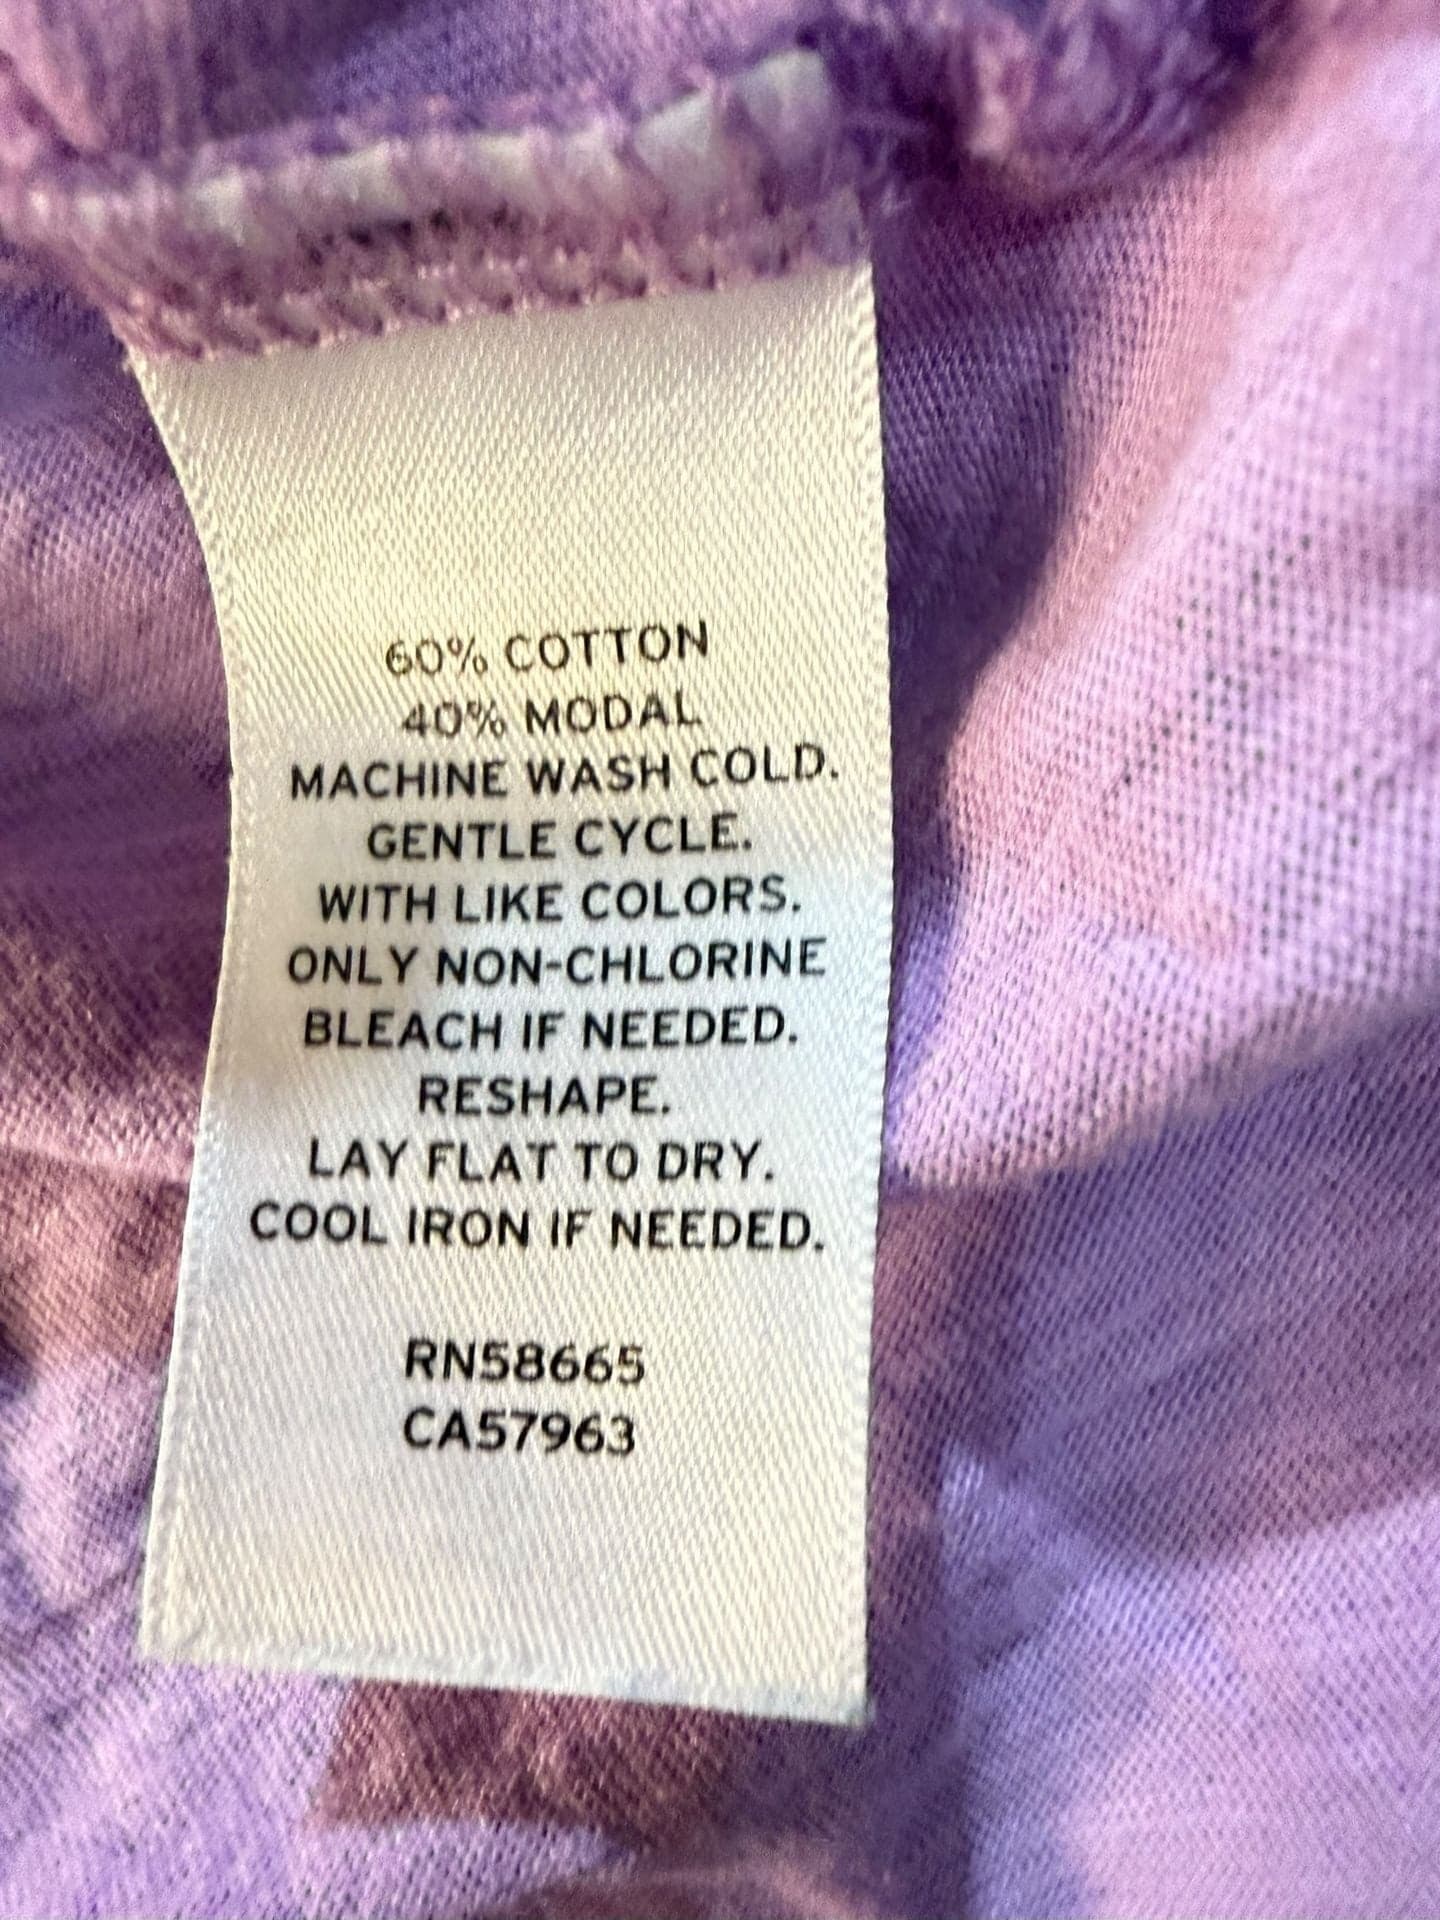 60% COTTON
40% MODAL
MACHINE WASH COLD.
GENTLE CYCLE.
WITH LIKE COLORS.
ONLY NON-CHLORINE
BLEACH IF NEEDED.
RESHAPE.
LAY FLAT TO DRY.
COOL IRON IF NEEDED.
RN58665
CA57963